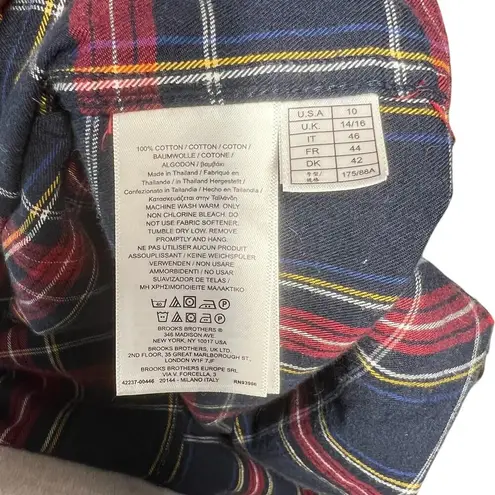 100% COTTON / COTTON / COTON /
BAUMWOLLE / COTONE /
ALGODON / Βαμβάκι
Made in Thailand / Fabriqué en
Thaïlande / In Thailand Hergestellt /
Confezionato in Tailandia / Hecho en Tailandia /
Κατασκευάζεται στην Ταϊλάνδη
MACHINE WASH WARM. ONLY
NON CHLORINE BLEACH. DO
NOT USE FABRIC SOFTENER.
TUMBLE DRY LOW. REMOVE
PROMPTLY AND HANG.
NE PAS UTILISER AUCUN PRODUIT
ASSOUPLISSANT / KEINE WEICHSPÜLER
VERWENDEN / NON USARE
AMMORBIDENTI / NO USAR
SUAVIZADOR DE TELAS /
ΜΗ ΧΡΗΣΙΜΟΠΟΙΕΙΤΕ ΜΑΛΑΚΤΙΚΟ
BROOKS BROTHERS ®
346 MADISON AVE
NEW YORK, NY 10017 USA
BROOKS BROTHERS, UK LTD.
2ND FLOOR, 35 GREAT MARLBOROUGH ST,
LONDON W1F 7JF
BROOKS BROTHERS EUROPE SRL
VIA V. FORCELLA, 3
42237-00446 20144 - MILANO ITALY RN83996
U.S.A 10
U.K. 14/16
IT 46
FR 44
DK 42
175/88A